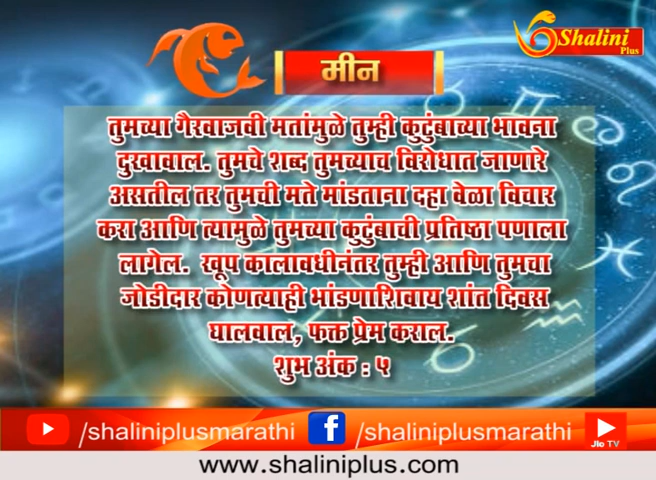 Shalini
Plus
मीन
तुमच्या गैरवाजवी मतांमुळे तुम्ही कुटुंबाच्या भावना
दुखावाल. तुमचे शब्द तुमच्याच विरोधात जाणारे
असतील तर तुमची मते मांडताना दहा वेळा विचार
करा आणि त्यामुळे तुमच्या कुटुंबाची प्रतिष्ठा पणाला
लागेल. खूप कालावधीनंतर तुम्ही आणि तुमचा
जोडीदार कोणत्याही भांडणाशिवाय शांत दिवस
घालवाल, फक्त प्रेम कराल.
शुभ अंक : ५
/shaliniplusmarathi f /shaliniplusmarathi
Jio TV
www.shaliniplus.com